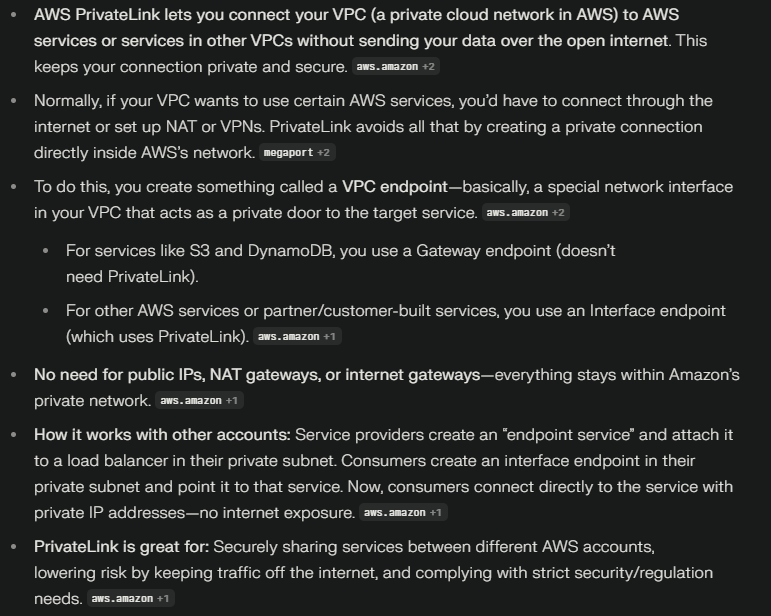 • AWS PrivateLink lets you connect your VPC (a private cloud network in AWS) to AWS
services or services in other VPCs without sending your data over the open internet. This
keeps your connection private and secure. aws.amazon +2
• Normally, if your VPC wants to use certain AWS services, you'd have to connect through the
internet or set up NAT or VPNs. PrivateLink avoids all that by creating a private connection
directly inside AWS's network. megaport +2
• To do this, you create something called a VPC endpoint—basically, a special network interface
in your VPC that acts as a private door to the target service. aws.amazon +2
• For services like S3 and DynamoDB, you use a Gateway endpoint (doesn't
need PrivateLink).
• For other AWS services or partner/customer-built services, you use an Interface endpoint
(which uses PrivateLink). aws.amazon +1
• No need for public IPs, NAT gateways, or internet gateways—everything stays within Amazon's
private network. aws.amazon +1
• How it works with other accounts: Service providers create an “endpoint service” and attach it
to a load balancer in their private subnet. Consumers create an interface endpoint in their
private subnet and point it to that service. Now, consumers connect directly to the service with
private IP addresses—no internet exposure. aws.amazon +1
• PrivateLink is great for: Securely sharing services between different AWS accounts,
lowering risk by keeping traffic off the internet, and complying with strict security/regulation
needs. aws.amazon +1